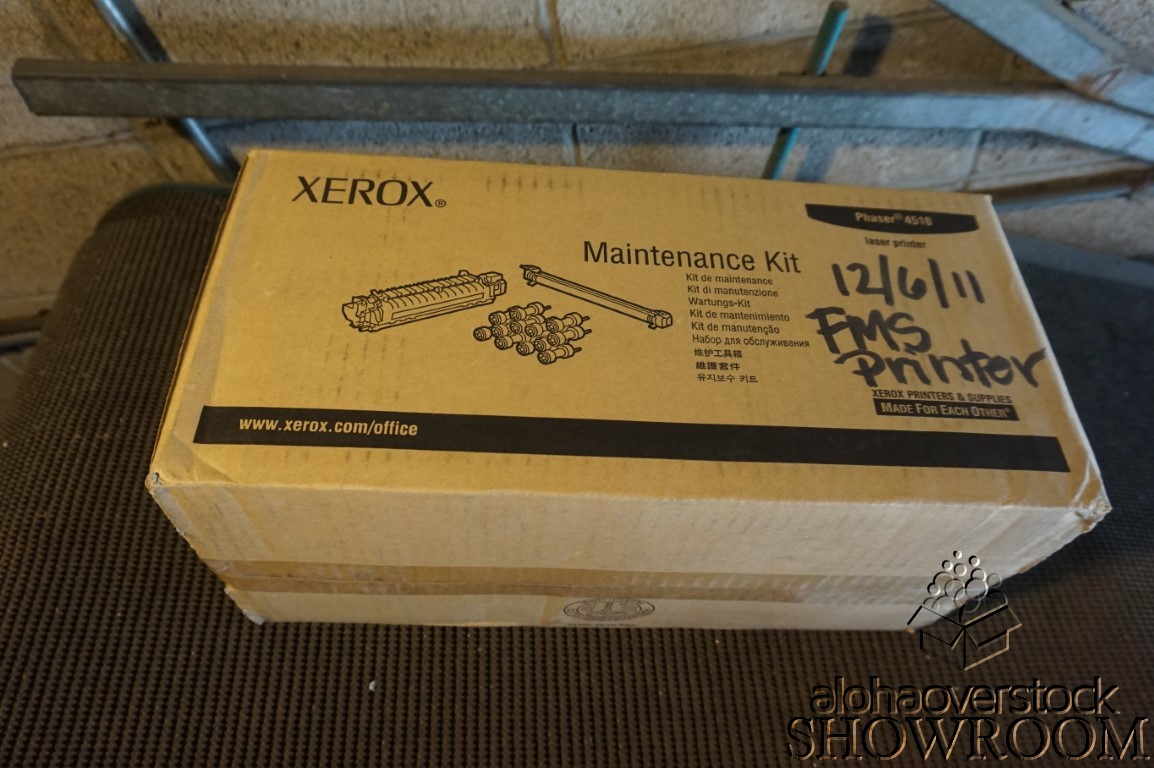 XEROX®
Phaser® 4510
laser printer
Maintenance Kit
Kit de maintenance
Kit di manutenzione
Wartungs-Kit
Kit de mantenimiento
Kit de manutenção
Набор для обслуживания
维护工具箱
維護套件
유지보수 키트
12/6/11
FMS
Printer
XEROX PRINTERS & SUPPLIES
MADE FOR EACH OTHER®
www.xerox.com/office
alphaoverstock
SHOWROOM